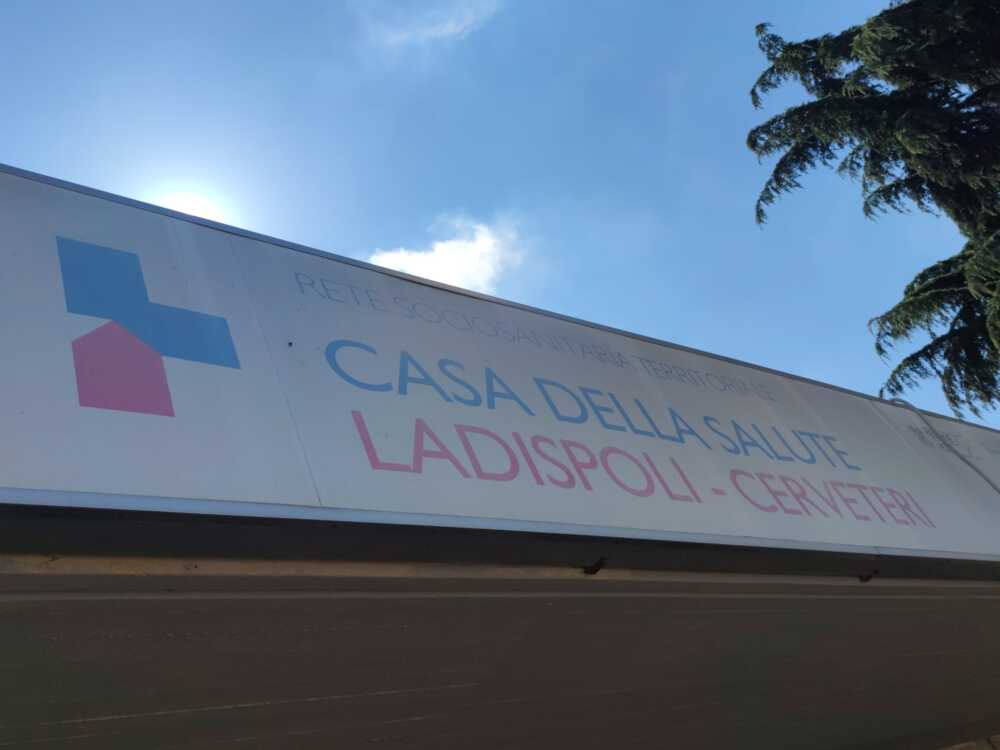 RETE SOCIOSANITARIA TERRITORIALE
CASA DELLA SALUTE
LADISPOLI - CERVETERI